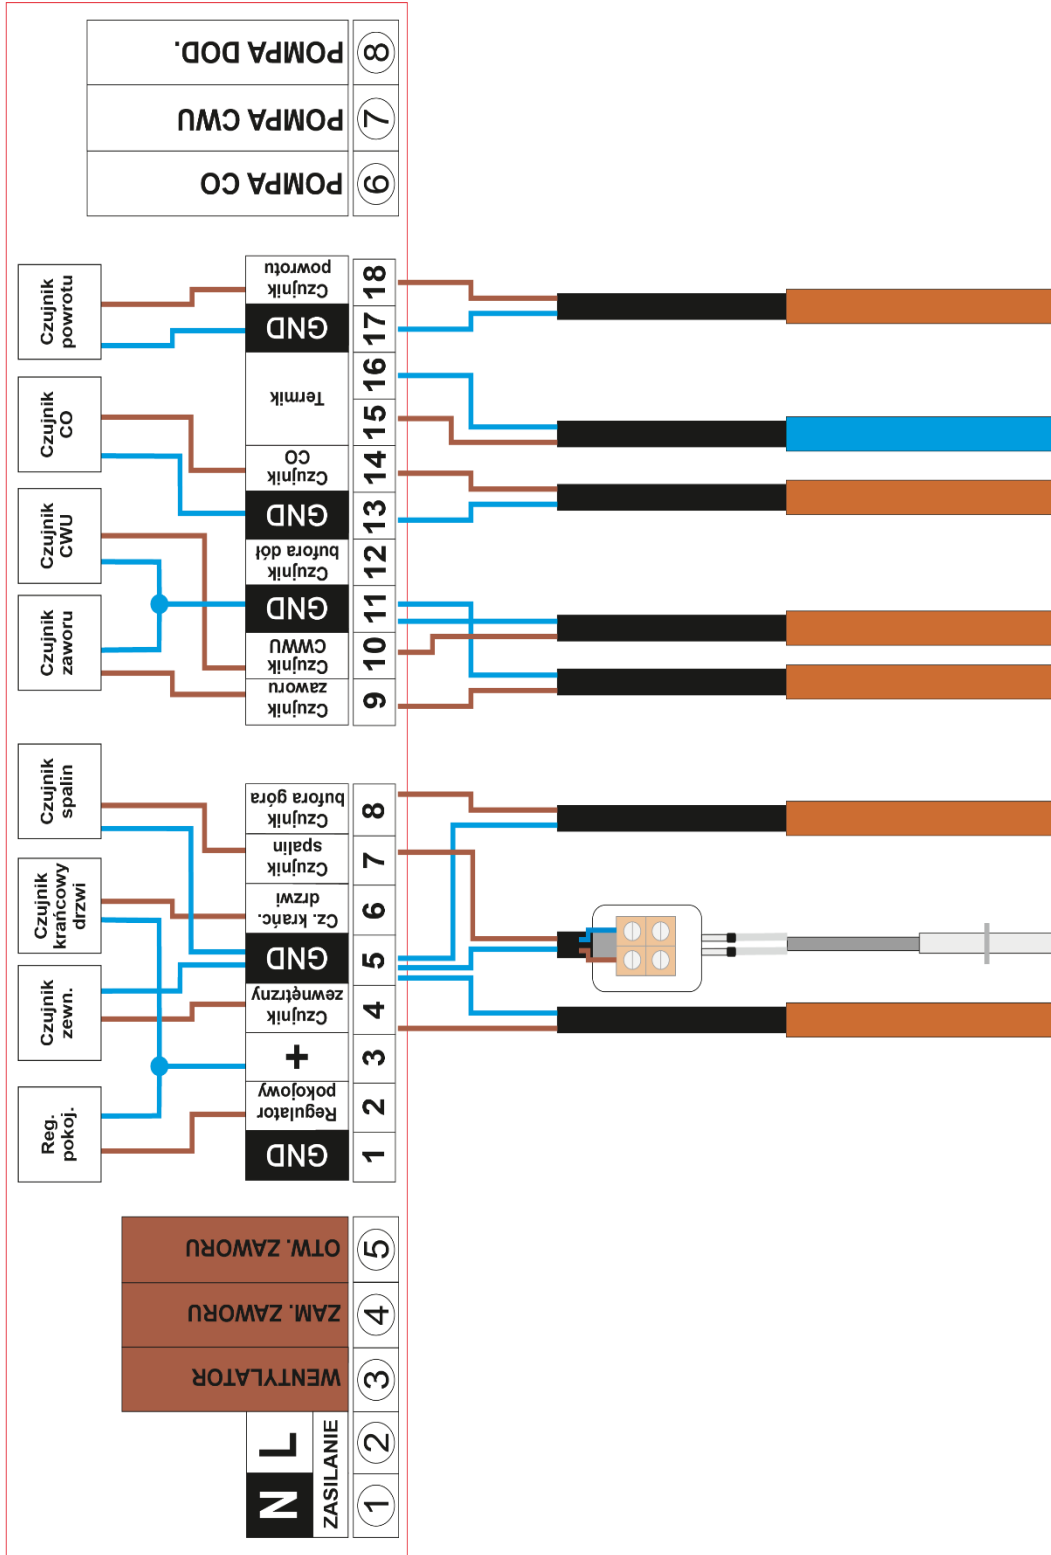 POMPA DOD.
8
POMPA CWU
7
POMPA CO
6
Czujnik
powrotu
Czujnik
powrotu
18
GND
17
Czujnik
CO
Termik
16
15
Czujnik
CO
14
Czujnik
CWU
GND
13
Czujnik
bufora dół
12
Czujnik
zaworu
GND
11
Czujnik
CWWU
10
Czujnik
zaworu
9
Czujnik
spalin
Czujnik
bufora góra
8
Czujnik
spalin
7
Czujnik
krańcowy
drzwi
Cz. krańc.
drzwi
6
GND
5
Czujnik
zewn.
Czujnik
zewnętrzny
4
+
3
Reg.
pokoj.
Regulator
pokojowy
2
GND
1
OTW. ZAWORU
5
ZAM. ZAWORU
4
WENTYLATOR
3
N L
ZASILANIE
2
1